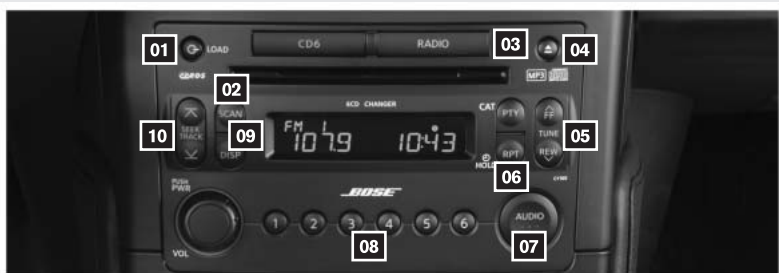 01
LOAD
CD6
RADIO
03
04
02
MP3
SCAN
6CD CHANGER
CAT
PTY
FF
10
SEEK
TRACK
09
FM 1
107.9
10:43
TUNE
05
DISP
HOLD
RPT
REW
06
PUSH
PWR
BOSE
VOL
1 2 3 4 5 6
08
AUDIO
07